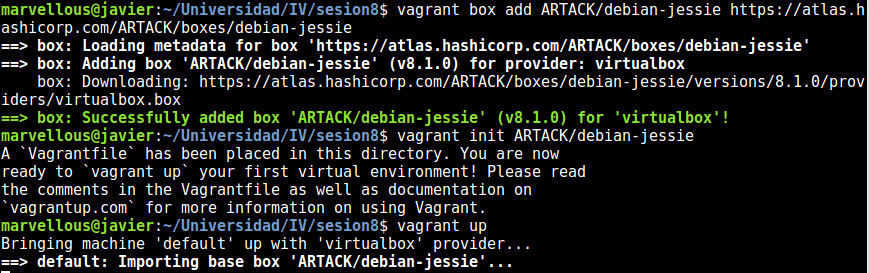 marvellous@javier:~/Universidad/IV/sesion8$ vagrant box add ARTACK/debian-jessie https://atlas.h
ashicorp.com/ARTACK/boxes/debian-jessie
==> box: Loading metadata for box 'https://atlas.hashicorp.com/ARTACK/boxes/debian-jessie'
==> box: Adding box 'ARTACK/debian-jessie' (v8.1.0) for provider: virtualbox
    box: Downloading: https://atlas.hashicorp.com/ARTACK/boxes/debian-jessie/versions/8.1.0/prov
iders/virtualbox.box
==> box: Successfully added box 'ARTACK/debian-jessie' (v8.1.0) for 'virtualbox'!
marvellous@javier:~/Universidad/IV/sesion8$ vagrant init ARTACK/debian-jessie
A `Vagrantfile` has been placed in this directory. You are now
ready to `vagrant up` your first virtual environment! Please read
the comments in the Vagrantfile as well as documentation on
`vagrantup.com` for more information on using Vagrant.
marvellous@javier:~/Universidad/IV/sesion8$ vagrant up
Bringing machine 'default' up with 'virtualbox' provider...
==> default: Importing base box 'ARTACK/debian-jessie'...